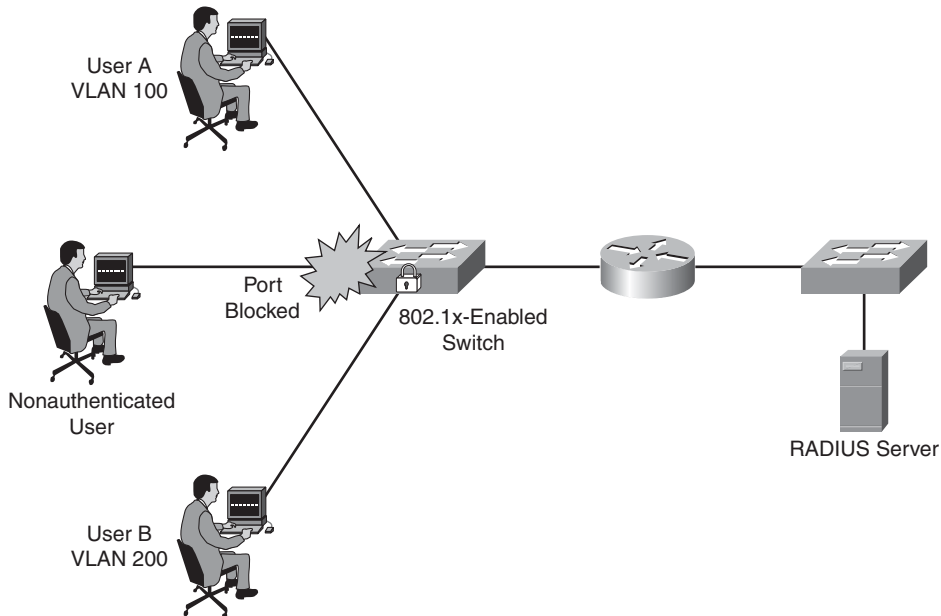 User A
VLAN 100
Port
Blocked
802.1x-Enabled
Switch
Nonauthenticated
User
RADIUS Server
User B
VLAN 200